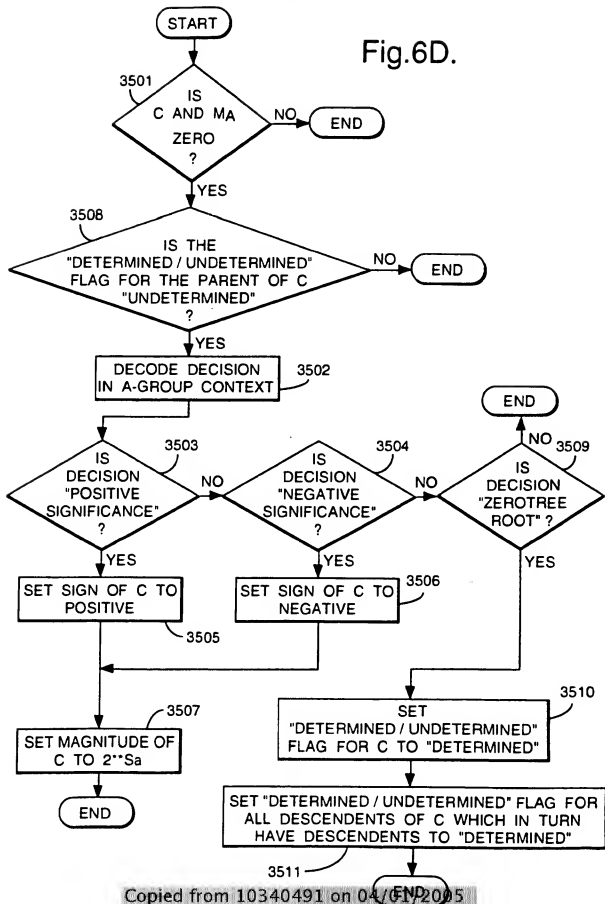 START
Fig.6D.
3501
IS
C AND MA
ZERO
?
NO
END
YES
3508
IS THE
"DETERMINED / UNDETERMINED"
FLAG FOR THE PARENT OF C
"UNDETERMINED"
?
NO
END
YES
DECODE DECISION
IN A-GROUP CONTEXT
3502
END
NO
3503
IS
DECISION
"POSITIVE
SIGNIFICANCE"
?
NO
3504
IS
DECISION
"NEGATIVE
SIGNIFICANCE"
?
NO
3509
IS
DECISION
"ZEROTREE
ROOT" ?
YES
YES
YES
SET SIGN OF C TO
POSITIVE
3505
SET SIGN OF C TO
NEGATIVE
3506
3507
SET MAGNITUDE OF
C TO 2**Sa
END
SET
"DETERMINED / UNDETERMINED"
FLAG FOR C TO "DETERMINED"
3510
SET "DETERMINED / UNDETERMINED" FLAG FOR
ALL DESCENDENTS OF C WHICH IN TURN
HAVE DESCENDENTS TO "DETERMINED"
3511
END
Copied from 10340491 on 04/01/2005